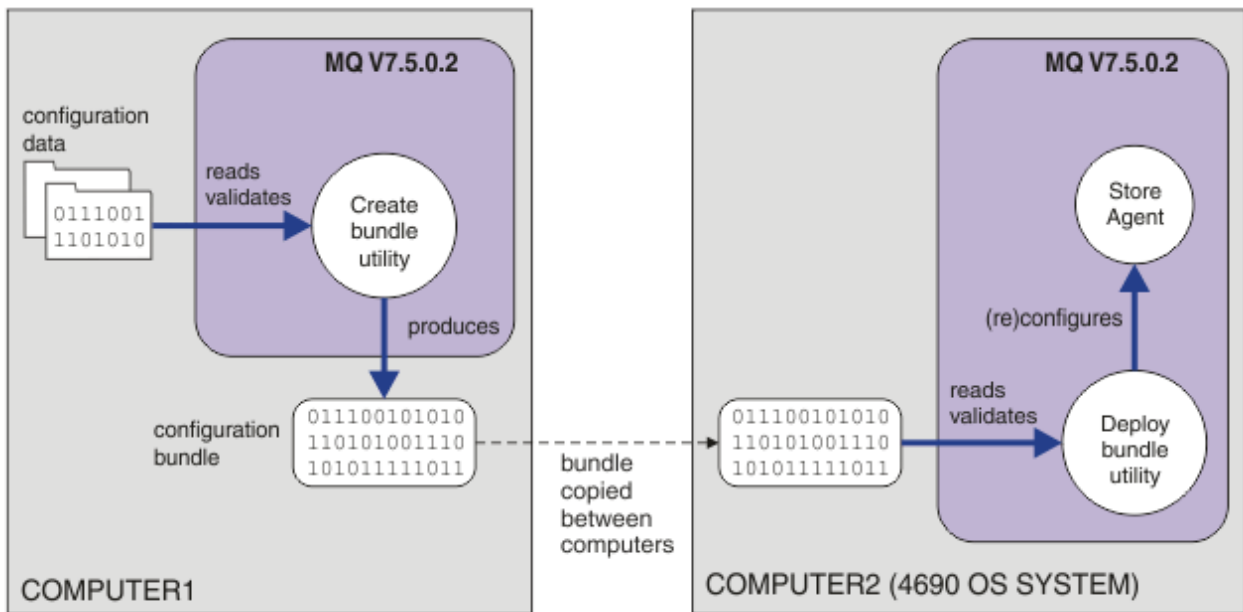 MQ V7.5.0.2
configuration
data
0111001
1101010
reads
validates
Create
bundle
utility
produces
configuration
bundle
011100101010
110101001110
101011111011
COMPUTER1
bundle
copied
between
computers
MQ V7.5.0.2
Store
Agent
(re)configures
reads
validates
011100101010
110101001110
101011111011
Deploy
bundle
utility
COMPUTER2 (4690 OS SYSTEM)